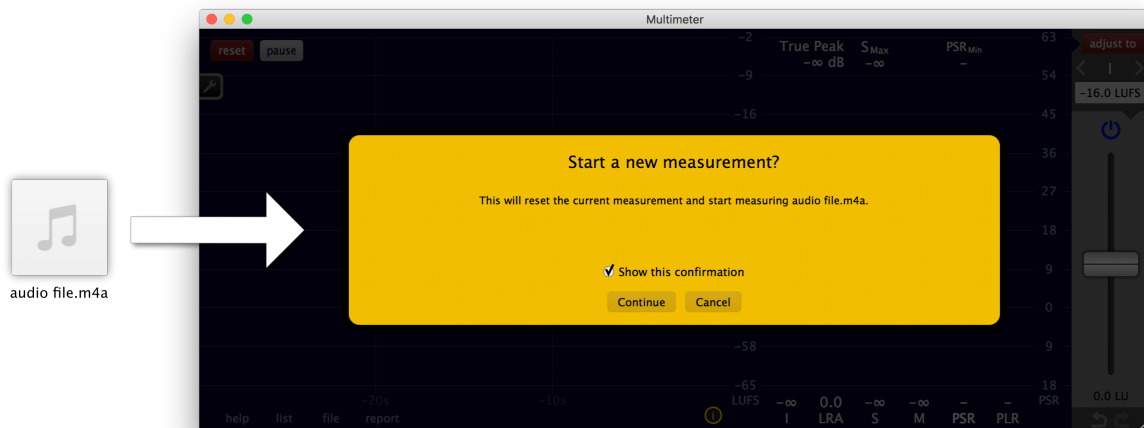 Multimeter
reset pause
-2 True Peak SMax PSRMin 63 adjust to
−∞ dB −∞ –
-9 54
I
-16.0 LUFS
-16 45
Start a new measurement?
36
This will reset the current measurement and start measuring audio file.m4a.
27
18
Show this confirmation
9
audio file.m4a
Continue Cancel
0
-58 9
-65 18
-20s -10s LUFS −∞ 0.0 −∞ −∞ – – PSR 0.0 LU
help list file report I LRA S M PSR PLR